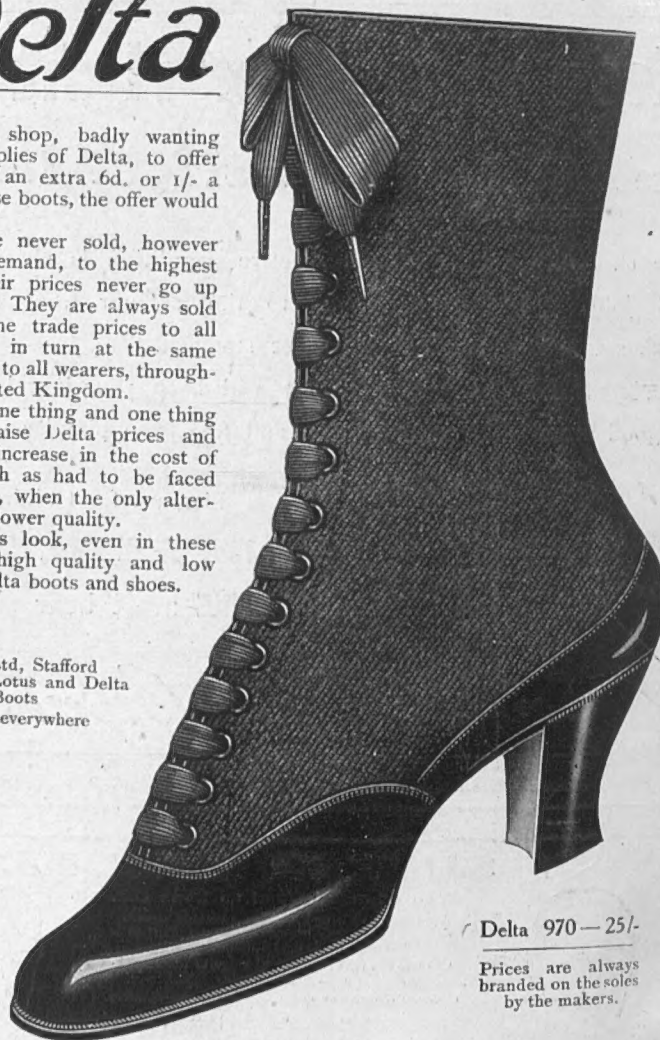 Delta
shop, badly wanting
plies of Delta, to offer
an extra 6d. or 1/- a
se boots, the offer would
never sold, however
emand, to the highest
ir prices never go up
They are always sold
ne trade prices to all
in turn at the same
to all wearers, through-
ted Kingdom.
ne thing and one thing
aise Delta prices and
ncrease in the cost of
h as had to be faced
, when the only alter-
ower quality.
s look, even in these
high quality and low
lta boots and shoes.
td, Stafford
otus and Delta
Boots
everywhere
Delta 970 — 25/-
Prices are always
branded on the soles
by the makers.